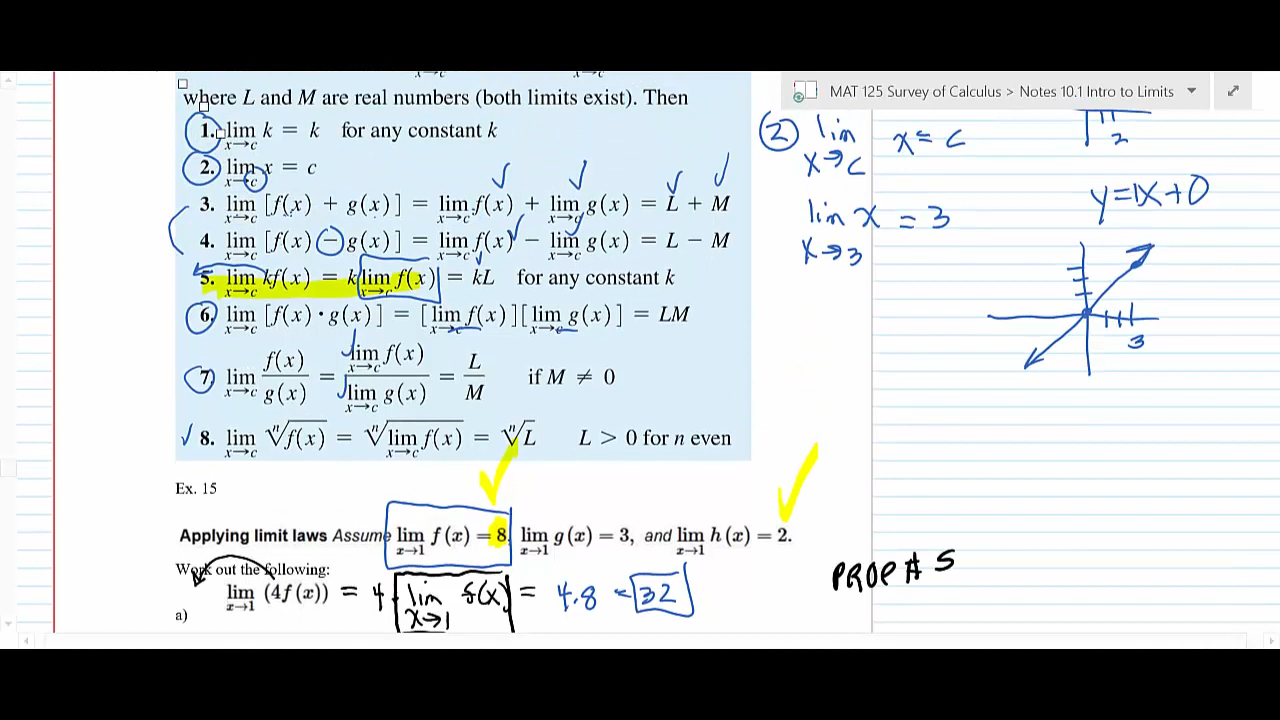 x→c x→c
where L and M are real numbers (both limits exist). Then
MAT 125 Survey of Calculus > Notes 10.1 Intro to Limits
1. lim x→c k = k for any constant k
2. lim x→c x = c
3. lim x→c [f(x) + g(x)] = lim x→c f(x) + lim x→c g(x) = L + M
4. lim x→c [f(x) − g(x)] = lim x→c f(x) − lim x→c g(x) = L − M
5. lim x→c kf(x) = k lim x→c f(x) = kL for any constant k
6. lim x→c [f(x) · g(x)] = [lim x→c f(x)][lim x→c g(x)] = LM
7. lim x→c f(x)/g(x) = lim x→c f(x) / lim x→c g(x) = L/M if M ≠ 0
✓ 8. lim x→c ⁿ√f(x) = ⁿ√lim x→c f(x) = ⁿ√L L > 0 for n even
② lim x→c x = c
lim x→3 x = 3
2
y = 1x + 0
3
Ex. 15
Applying limit laws Assume lim x→1 f(x) = 8, lim x→1 g(x) = 3, and lim x→1 h(x) = 2.
Work out the following:
a) lim x→1 (4f(x)) = 4 · lim x→1 f(x) = 4·8 = 32
PROP # 5